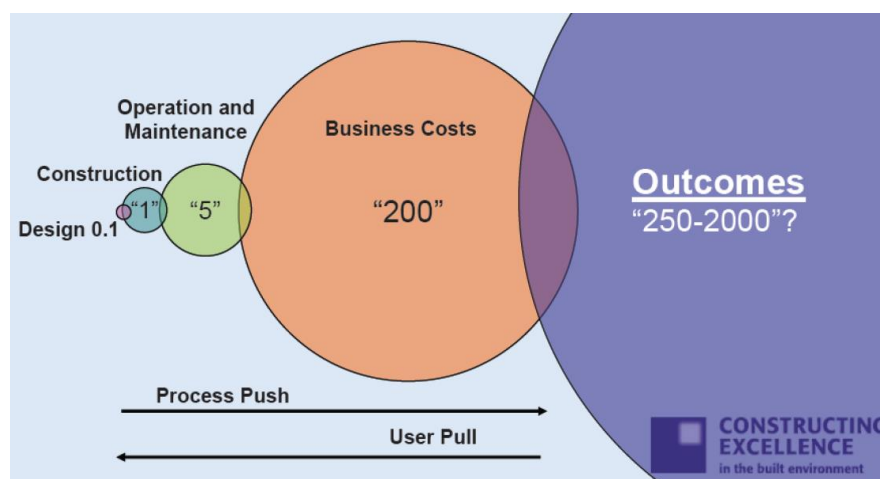 Operation and
Maintenance
Business Costs
Construction
Outcomes
“1”
“5”
“200”
“250-2000”?
Design 0.1
Process Push
User Pull
CONSTRUCTING
EXCELLENCE
in the built environment